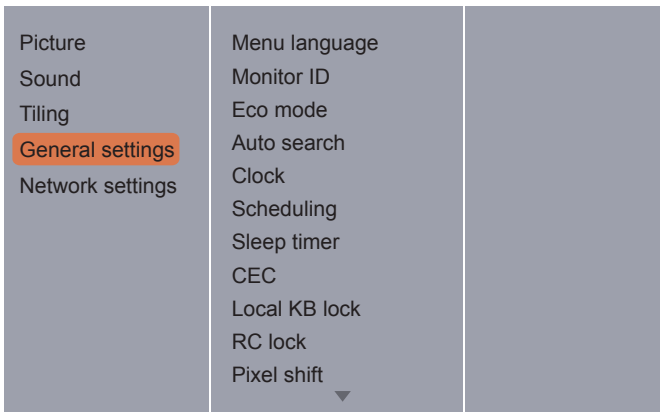 Picture
Sound
Tiling
General settings
Network settings
Menu language
Monitor ID
Eco mode
Auto search
Clock
Scheduling
Sleep timer
CEC
Local KB lock
RC lock
Pixel shift